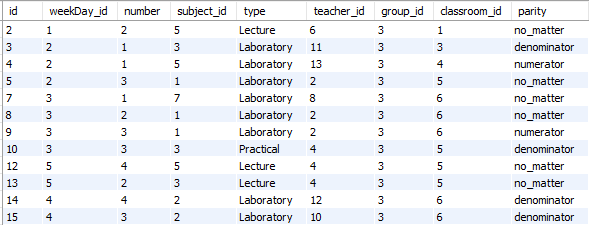 id weekDay_id number subject_id type teacher_id group_id classroom_id parity
2 1 2 5 Lecture 6 3 1 no_matter
3 2 1 3 Laboratory 11 3 3 denominator
4 2 1 5 Laboratory 13 3 4 numerator
5 2 3 1 Laboratory 2 3 5 no_matter
7 3 1 7 Laboratory 8 3 6 no_matter
8 3 2 1 Laboratory 2 3 6 no_matter
9 3 3 1 Laboratory 2 3 6 numerator
10 3 3 3 Practical 4 3 5 denominator
12 5 4 5 Lecture 4 3 5 no_matter
13 5 2 3 Lecture 4 3 5 no_matter
14 4 4 2 Laboratory 12 3 6 denominator
15 4 3 2 Laboratory 10 3 6 denominator